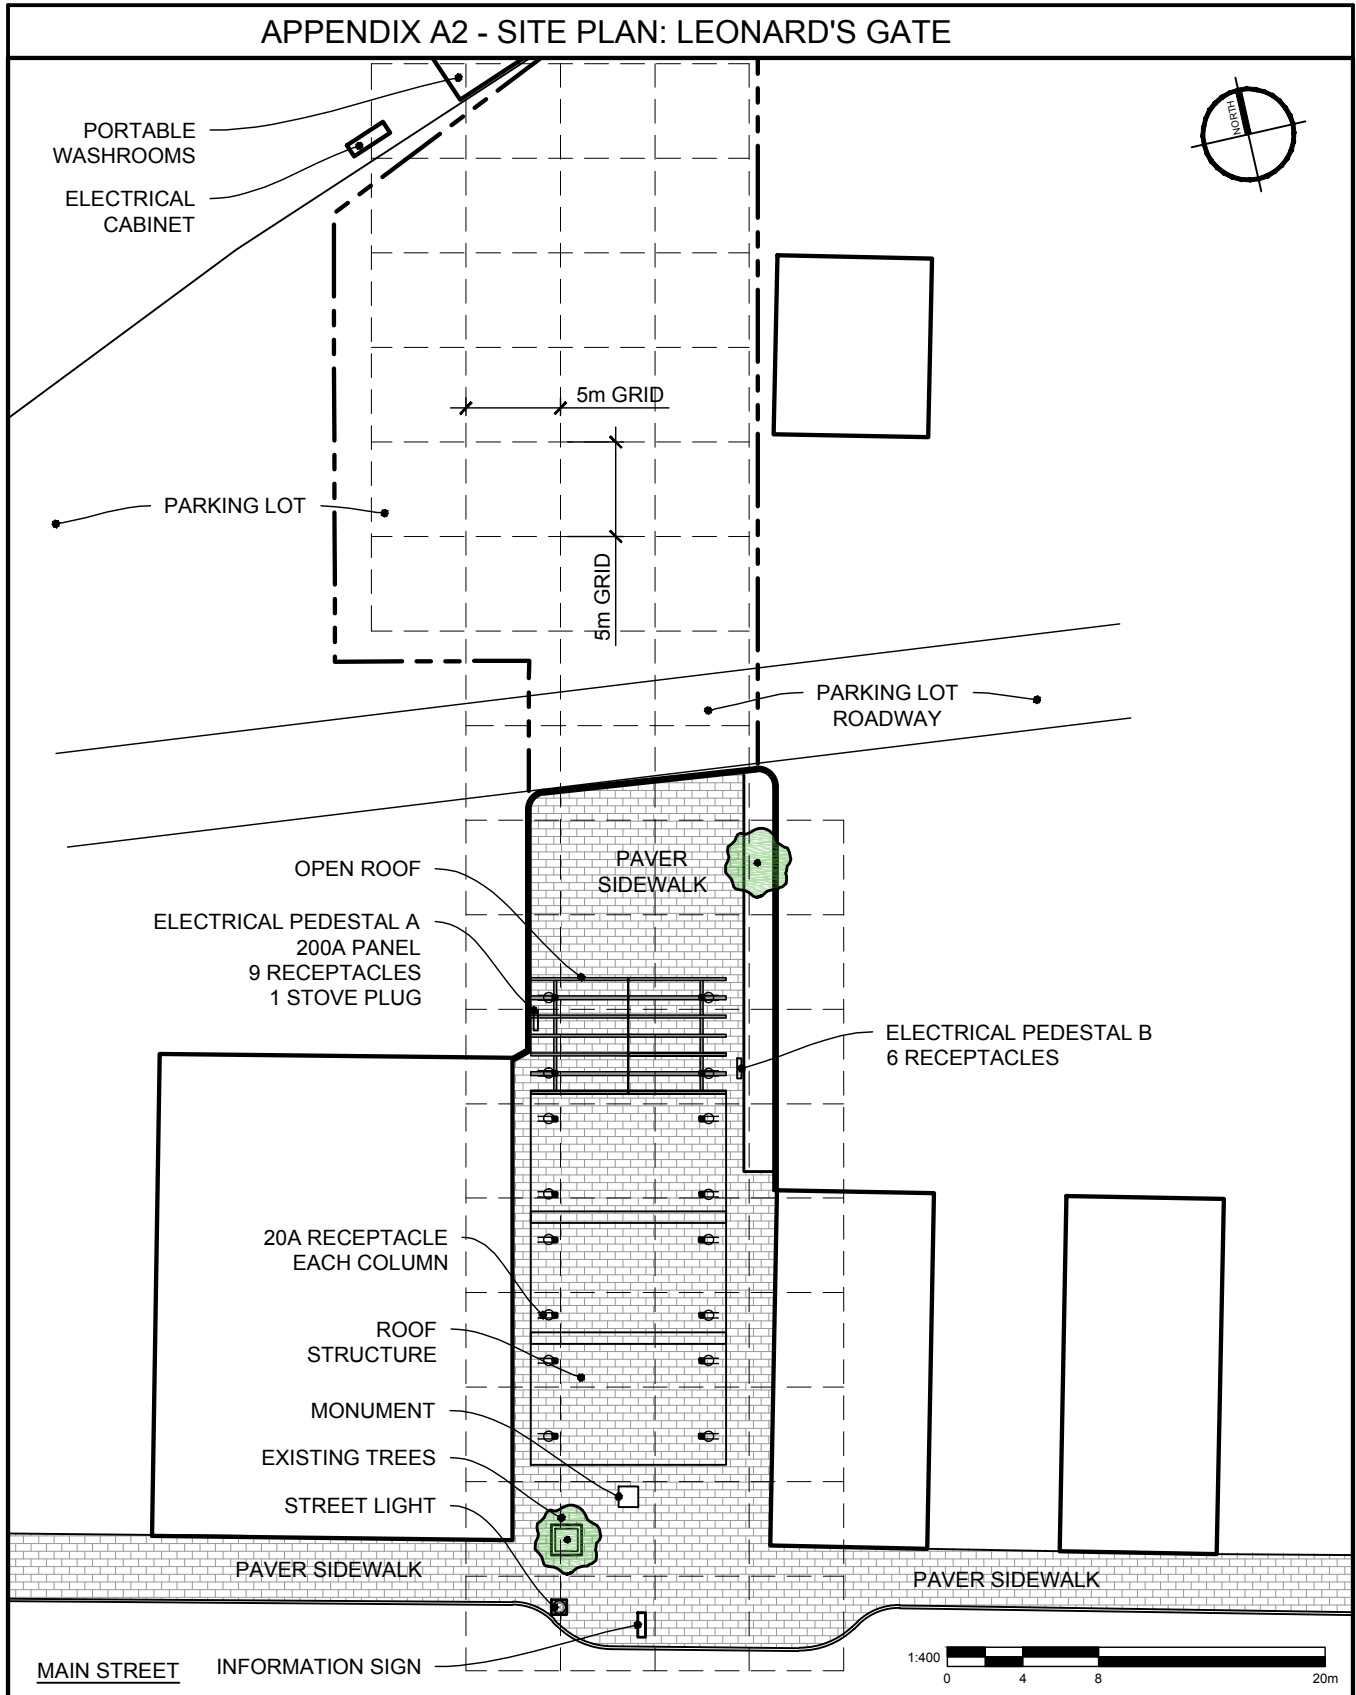 APPENDIX A2 - SITE PLAN: LEONARD'S GATE
PORTABLE
WASHROOMS
NORTH
ELECTRICAL
CABINET
5m GRID
PARKING LOT
5m GRID
PARKING LOT
ROADWAY
OPEN ROOF
PAVER
SIDEWALK
ELECTRICAL PEDESTAL A
200A PANEL
9 RECEPTACLES
1 STOVE PLUG
ELECTRICAL PEDESTAL B
6 RECEPTACLES
20A RECEPTACLE
EACH COLUMN
ROOF
STRUCTURE
MONUMENT
EXISTING TREES
STREET LIGHT
PAVER SIDEWALK
PAVER SIDEWALK
MAIN STREET
INFORMATION SIGN
1:400
0 4 8 20m